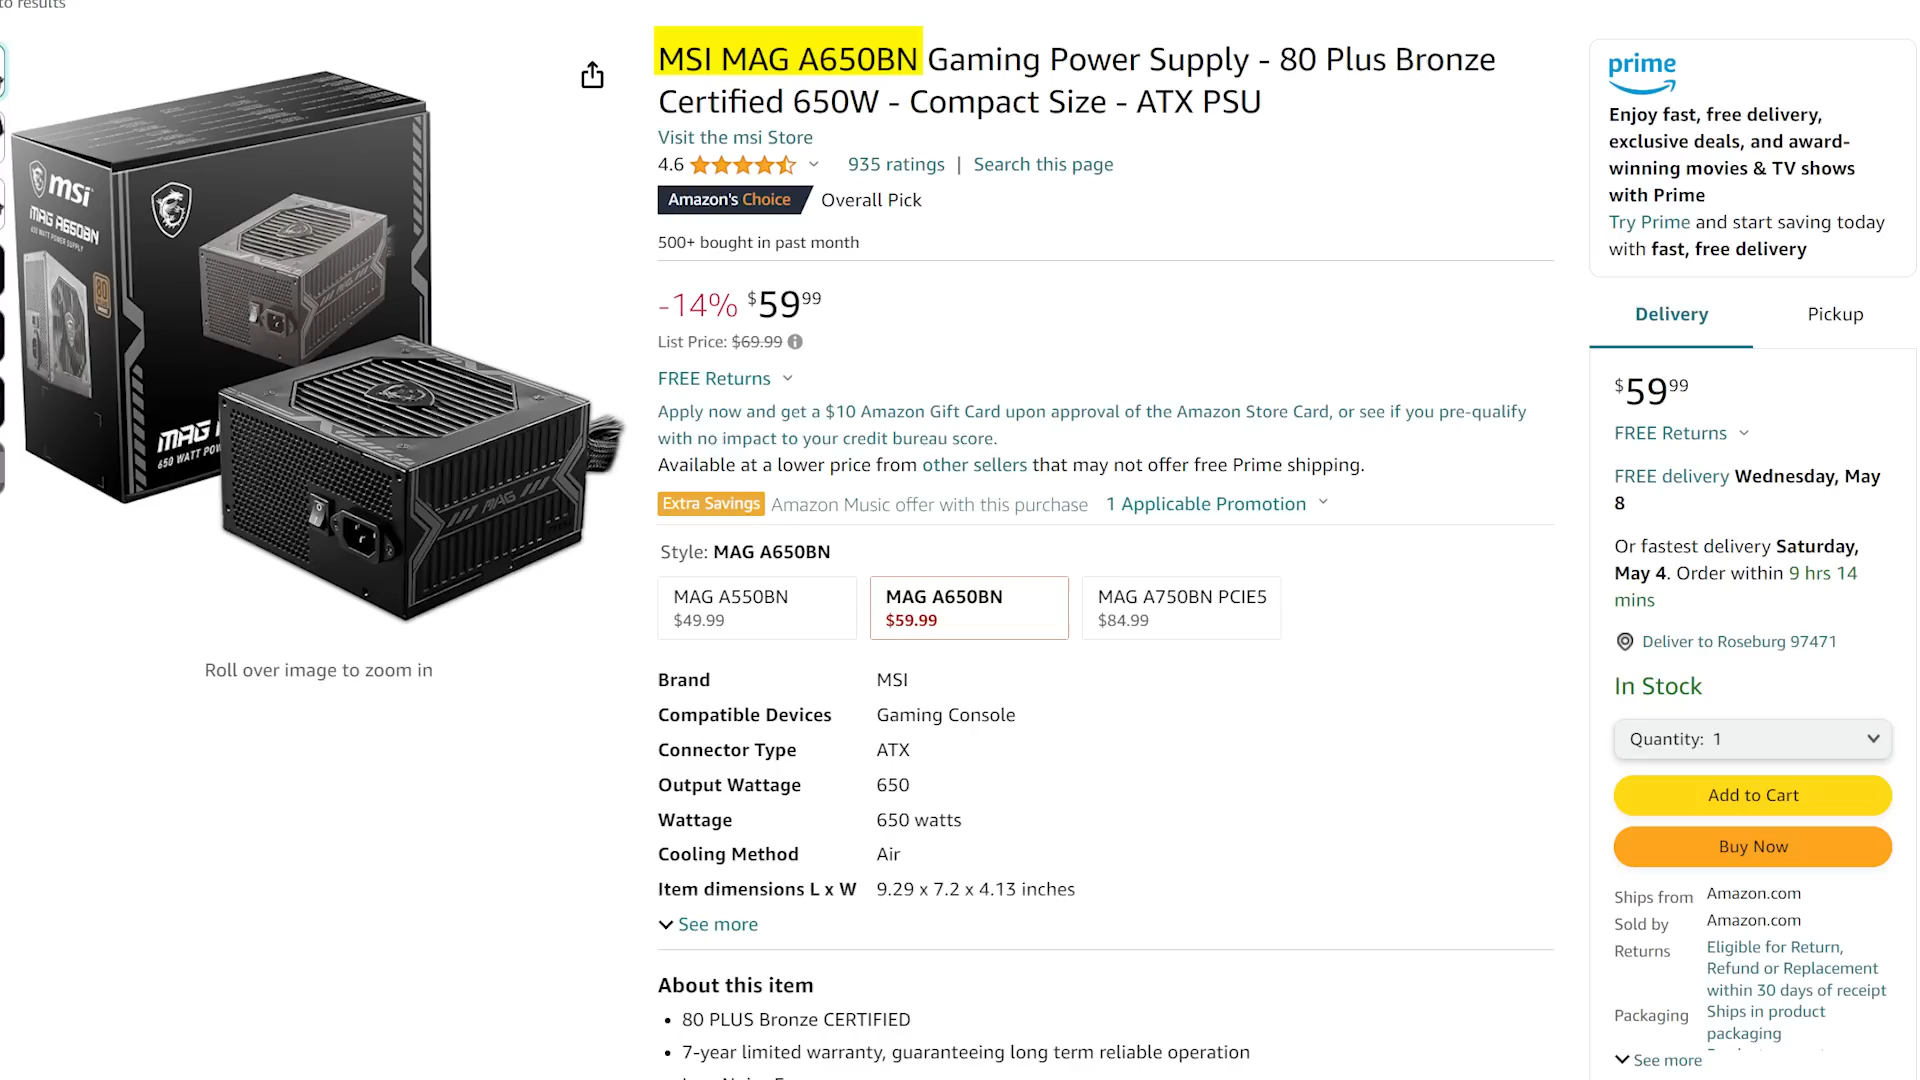 to results
MSI MAG A650BN Gaming Power Supply - 80 Plus Bronze
Certified 650W - Compact Size - ATX PSU
Visit the msi Store
4.6
935 ratings | Search this page
Amazon's Choice Overall Pick
500+ bought in past month
-14% $59 99
List Price: $69.99
FREE Returns
Apply now and get a $10 Amazon Gift Card upon approval of the Amazon Store Card, or see if you pre-qualify
with no impact to your credit bureau score.
Available at a lower price from other sellers that may not offer free Prime shipping.
Extra Savings Amazon Music offer with this purchase 1 Applicable Promotion
Style: MAG A650BN
MAG A550BN
$49.99
MAG A650BN
$59.99
MAG A750BN PCIE5
$84.99
Brand MSI
Compatible Devices Gaming Console
Connector Type ATX
Output Wattage 650
Wattage 650 watts
Cooling Method Air
Item dimensions L x W 9.29 x 7.2 x 4.13 inches
See more
About this item
• 80 PLUS Bronze CERTIFIED
• 7-year limited warranty, guaranteeing long term reliable operation
msi
MAG A650BN
650 WATT POWER SUPPLY
80
MAG
650 WATT
MAG
Roll over image to zoom in
prime
Enjoy fast, free delivery,
exclusive deals, and award-
winning movies & TV shows
with Prime
Try Prime and start saving today
with fast, free delivery
Delivery
Pickup
$59 99
FREE Returns
FREE delivery Wednesday, May
8
Or fastest delivery Saturday,
May 4. Order within 9 hrs 14
mins
Deliver to Roseburg 97471
In Stock
Quantity: 1
Add to Cart
Buy Now
Ships from Amazon.com
Sold by Amazon.com
Returns Eligible for Return,
Refund or Replacement
within 30 days of receipt
Packaging Ships in product
packaging
See more